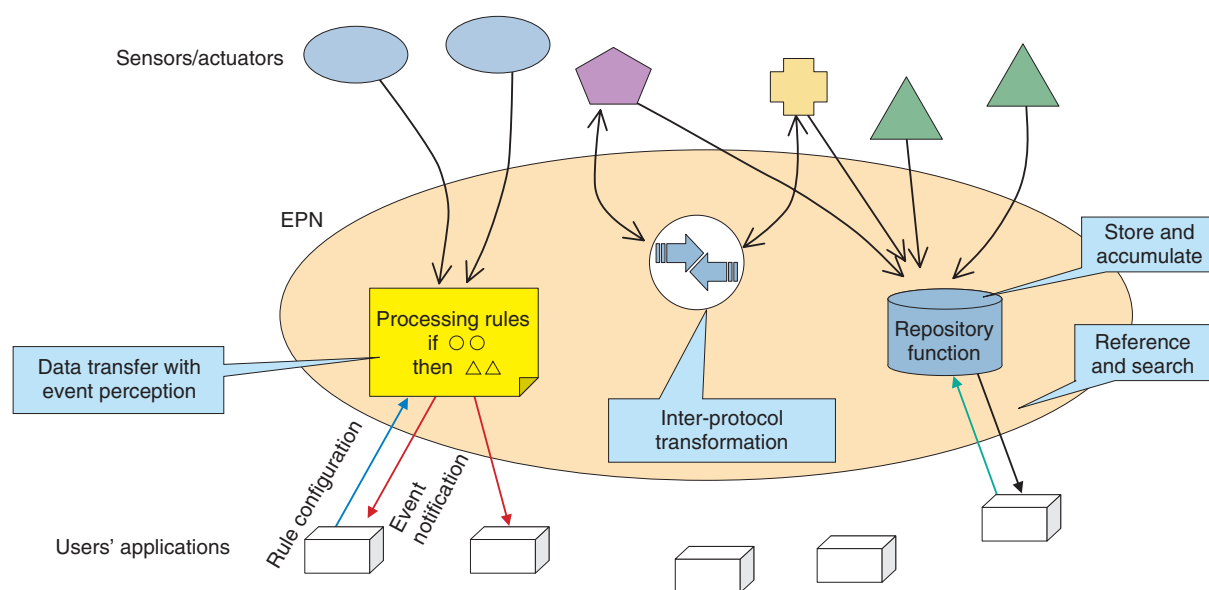 Sensors/actuators
EPN
Store and
accumulate
Processing rules
if ○○
then △△
Repository
function
Reference
and search
Data transfer with
event perception
Inter-protocol
transformation
Rule configuration
Event
notification
Users' applications